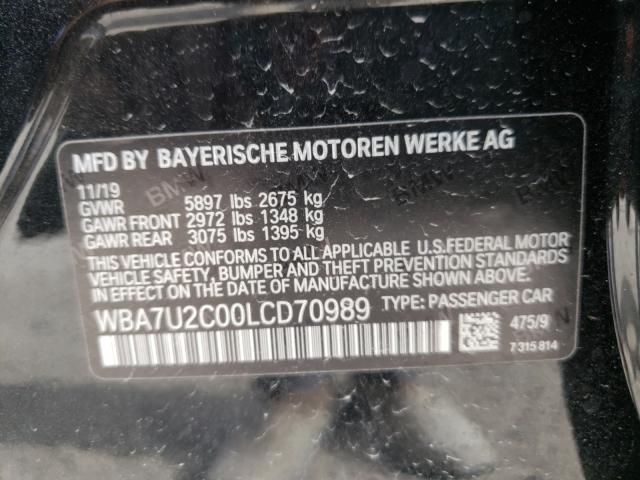 MFD BY BAYERISCHE MOTOREN WERKE AG
11/19
GVWR 5897 lbs 2675 kg
GAWR FRONT 2972 lbs 1348 kg
GAWR REAR 3075 lbs 1395 kg
THIS VEHICLE CONFORMS TO ALL APPLICABLE U.S.FEDERAL MOTOR
VEHICLE SAFETY, BUMPER AND THEFT PREVENTION STANDARDS
IN EFFECT ON THE DATE OF MANUFACTURE SHOWN ABOVE.
WBA7U2C00LCD70989 TYPE: PASSENGER CAR
475/9
7 315 814
BMW
BMW